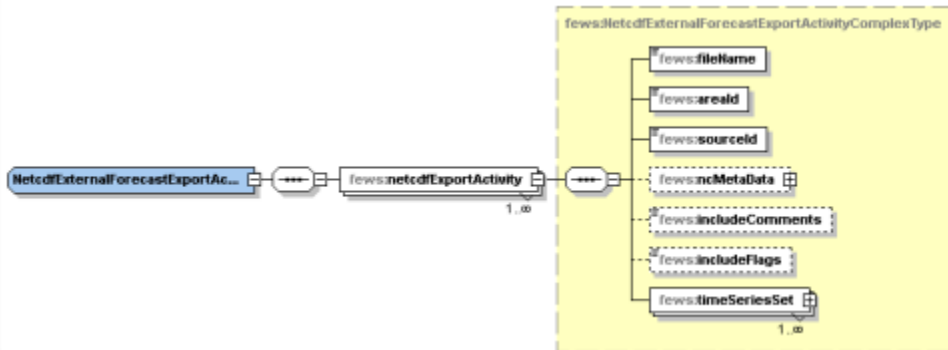 fews:NetcdfExternalForecastExportActivityComplexType
fews:fileName
fews:areaId
fews:sourceId
NetcdfExternalForecastExportAc...
fews:netcdfExportActivity
1..∞
fews:ncMetaData
fews:includeComments
fews:includeFlags
fews:timeSeriesSet
1..∞